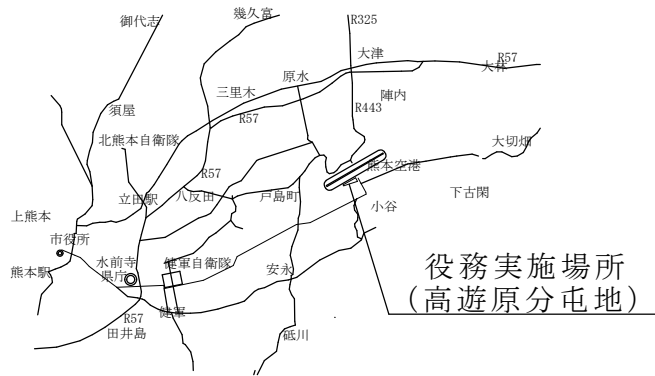 御代志
幾久富
R325
大津
R57
大林
三里木
原水
陣内
須屋
R57
R443
北熊本自衛隊
大切畑
R57
熊本空港
立田駅
八反田
戸島町
下古閑
小谷
上熊本
市役所
水前寺
健軍自衛隊
安永
熊本駅
県庁
役務実施場所
(高遊原分屯地)
健軍
R57
田井島
砥川